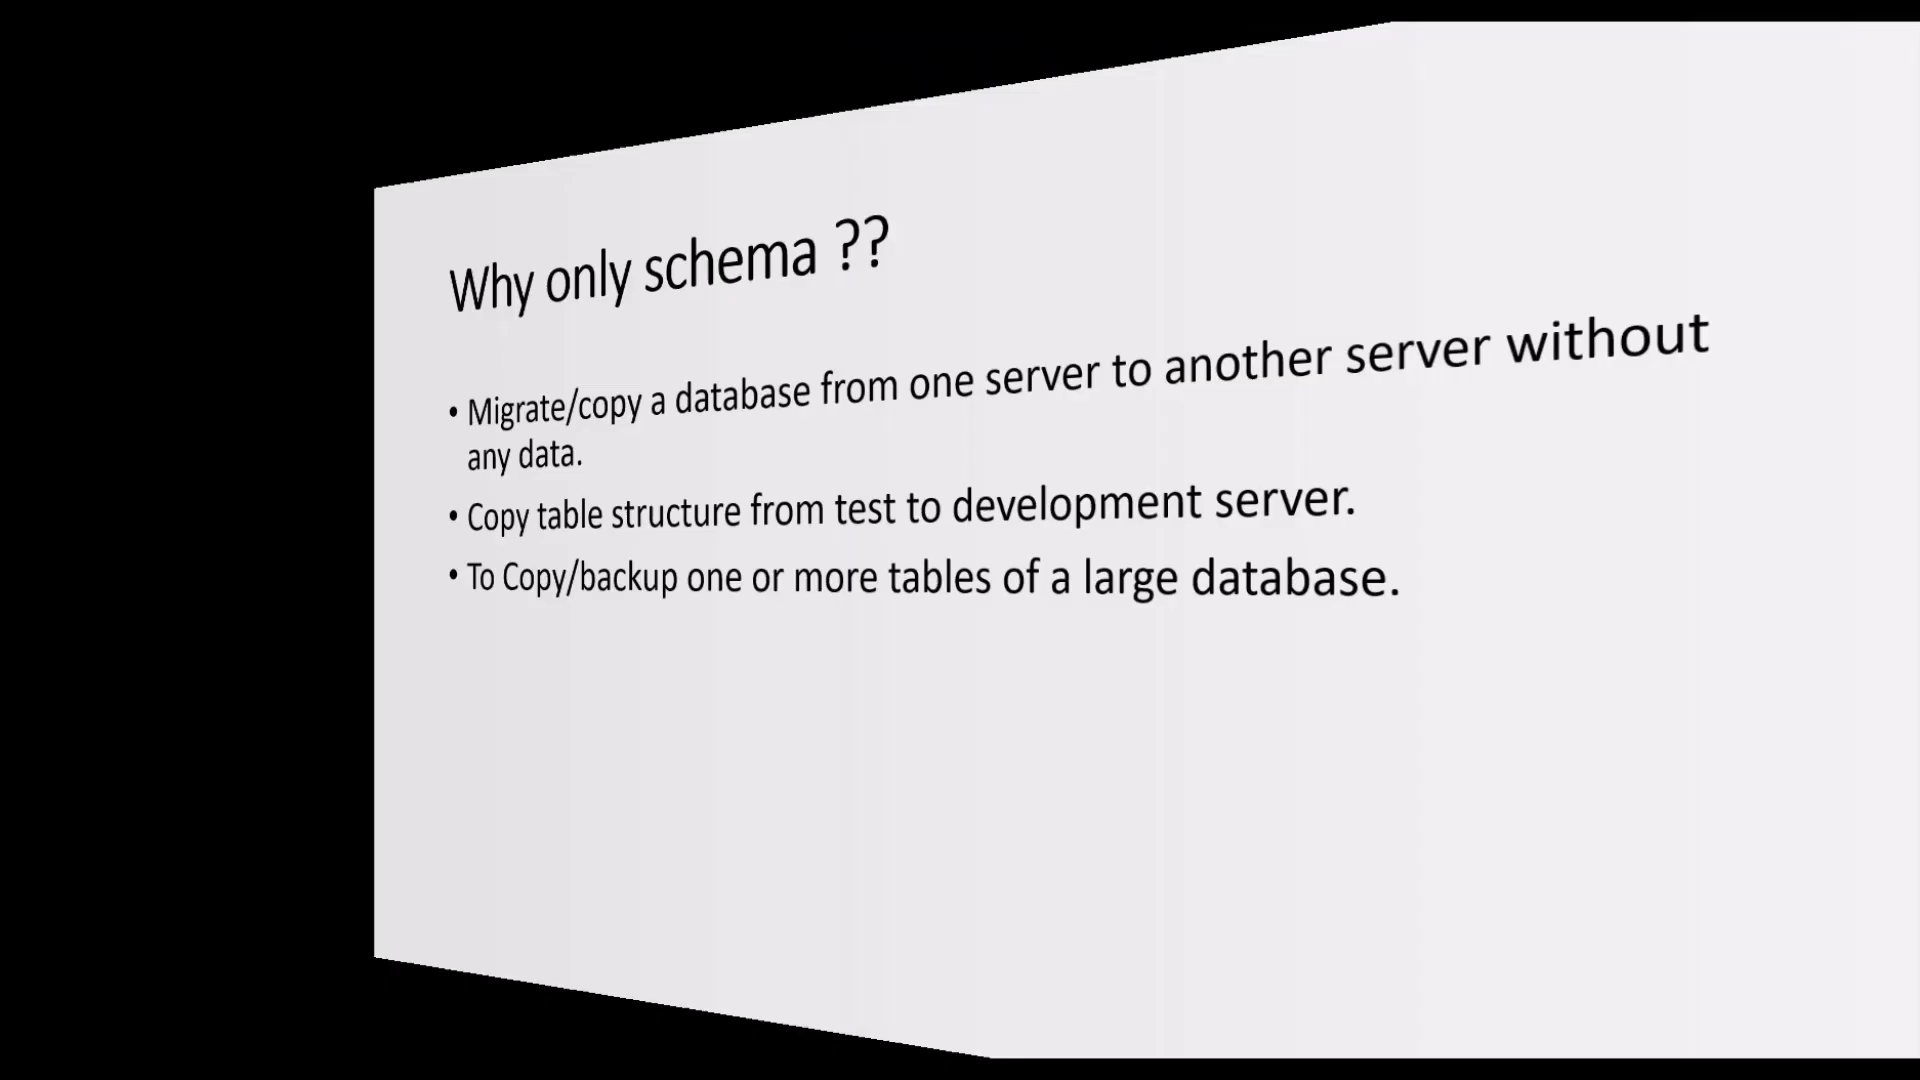 Why only schema ??
• Migrate/copy a database from one server to another server without
any data.
• Copy table structure from test to development server.
• To Copy/backup one or more tables of a large database.